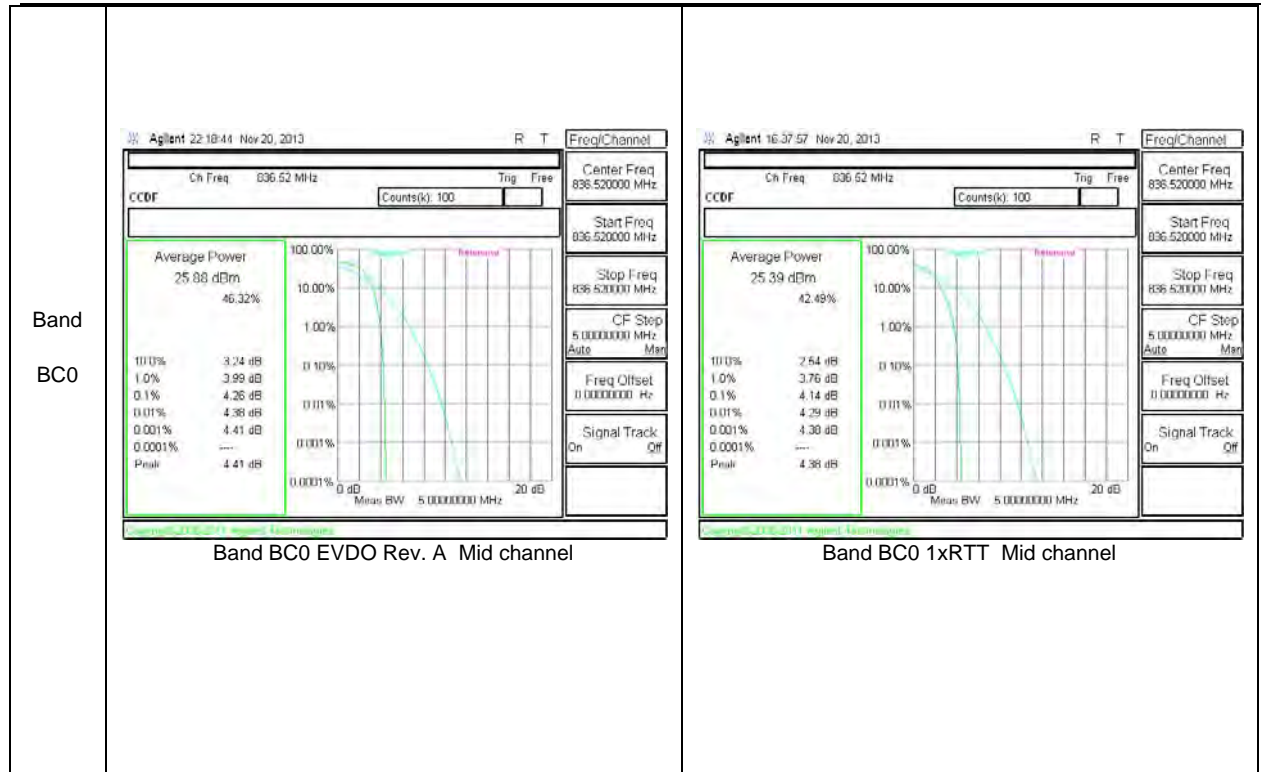 Band
BC0
Agilent 22:18:44 Nov 20, 2013 R T
Ch Freq 836.52 MHz Trig Free
CCDF Counts(k): 100
Average Power
25.88 dBm
46.32%
10.0% 3.24 dB
1.0% 3.99 dB
0.1% 4.26 dB
0.01% 4.38 dB
0.001% 4.41 dB
0.0001% ----
Peak 4.41 dB
100.00%
10.00%
1.00%
0.10%
0.01%
0.001%
0.0001%
0 dB 20 dB
Meas BW 5.00000000 MHz
Reference
Freq/Channel
Center Freq
836.520000 MHz
Start Freq
836.520000 MHz
Stop Freq
836.520000 MHz
CF Step
5.00000000 MHz
Auto Man
Freq Offset
0.00000000 Hz
Signal Track
On Off
Band BC0 EVDO Rev. A Mid channel
Agilent 16:37:57 Nov 20, 2013 R T
Ch Freq 836.52 MHz Trig Free
CCDF Counts(k): 100
Average Power
25.39 dBm
42.49%
10.0% 2.64 dB
1.0% 3.76 dB
0.1% 4.14 dB
0.01% 4.29 dB
0.001% 4.38 dB
0.0001% ----
Peak 4.38 dB
100.00%
10.00%
1.00%
0.10%
0.01%
0.001%
0.0001%
0 dB 20 dB
Meas BW 5.00000000 MHz
Reference
Freq/Channel
Center Freq
836.520000 MHz
Start Freq
836.520000 MHz
Stop Freq
836.520000 MHz
CF Step
5.00000000 MHz
Auto Man
Freq Offset
0.00000000 Hz
Signal Track
On Off
Band BC0 1xRTT Mid channel